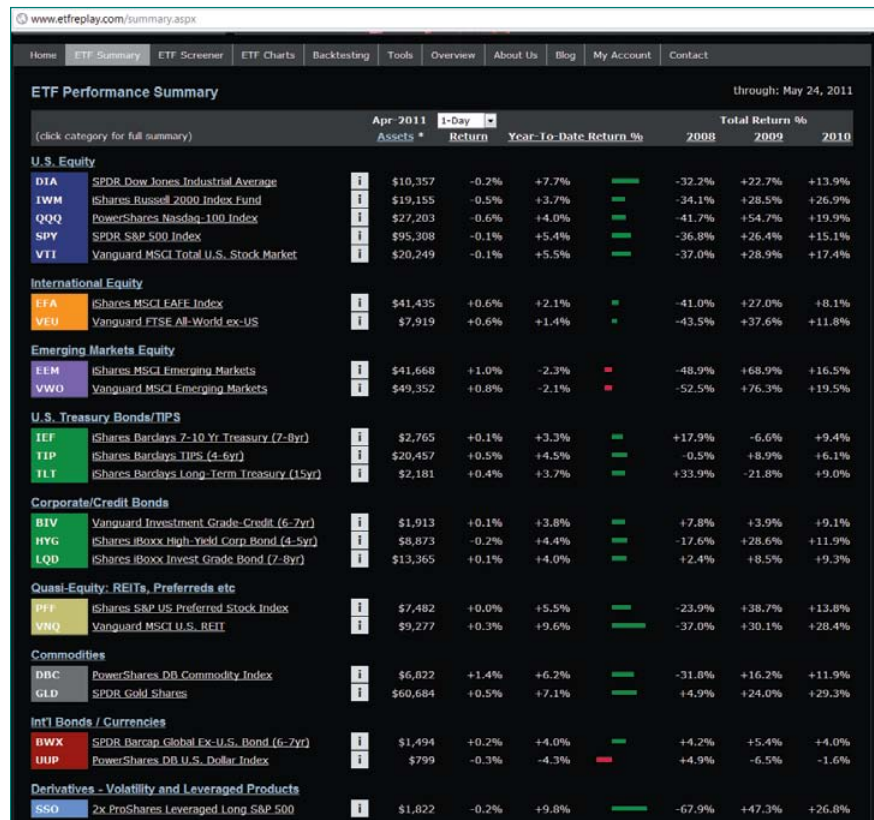 www.etfreplay.com/summary.aspx
Home ETF Summary ETF Screener ETF Charts Backtesting Tools Overview About Us Blog My Account Contact
ETF Performance Summary through: May 24, 2011
Apr-2011 1-Day Total Return %
(click category for full summary) Assets * Return Year-To-Date Return % 2008 2009 2010
U.S. Equity
DIA SPDR Dow Jones Industrial Average i $10,357 -0.2% +7.7% -32.2% +22.7% +13.9%
IWM iShares Russell 2000 Index Fund i $19,155 -0.5% +3.7% -34.1% +28.5% +26.9%
QQQ PowerShares Nasdaq-100 Index i $27,203 -0.6% +4.0% -41.7% +54.7% +19.9%
SPY SPDR S&P 500 Index i $95,308 -0.1% +5.4% -36.8% +26.4% +15.1%
VTI Vanguard MSCI Total U.S. Stock Market i $20,249 -0.1% +5.5% -37.0% +28.9% +17.4%
International Equity
EFA iShares MSCI EAFE Index i $41,435 +0.6% +2.1% -41.0% +27.0% +8.1%
VEU Vanguard FTSE All-World ex-US i $7,919 +0.6% +1.4% -43.5% +37.6% +11.8%
Emerging Markets Equity
EEM iShares MSCI Emerging Markets i $41,668 +1.0% -2.3% -48.9% +68.9% +16.5%
VWO Vanguard MSCI Emerging Markets i $49,352 +0.8% -2.1% -52.5% +76.3% +19.5%
U.S. Treasury Bonds/TIPS
IEF iShares Barclays 7-10 Yr Treasury (7-8yr) i $2,765 +0.1% +3.3% +17.9% -6.6% +9.4%
TIP iShares Barclays TIPS (4-6yr) i $20,457 +0.5% +4.5% -0.5% +8.9% +6.1%
TLT iShares Barclays Long-Term Treasury (15yr) i $2,181 +0.4% +3.7% +33.9% -21.8% +9.0%
Corporate/Credit Bonds
BIV Vanguard Investment Grade-Credit (6-7yr) i $1,913 +0.1% +3.8% +7.8% +3.9% +9.1%
HYG iShares iBoxx High-Yield Corp Bond (4-5yr) i $8,873 -0.2% +4.4% -17.6% +28.6% +11.9%
LQD iShares iBoxx Invest Grade Bond (7-8yr) i $13,365 +0.1% +4.0% +2.4% +8.5% +9.3%
Quasi-Equity: REITs, Preferreds etc
PFF iShares S&P US Preferred Stock Index i $7,482 +0.0% +5.5% -23.9% +38.7% +13.8%
VNQ Vanguard MSCI U.S. REIT i $9,277 +0.3% +9.6% -37.0% +30.1% +28.4%
Commodities
DBC PowerShares DB Commodity Index i $6,822 +1.4% +6.2% -31.8% +16.2% +11.9%
GLD SPDR Gold Shares i $60,684 +0.5% +7.1% +4.9% +24.0% +29.3%
Int'l Bonds / Currencies
BWX SPDR Barcap Global Ex-U.S. Bond (6-7yr) i $1,494 +0.2% +4.0% +4.2% +5.4% +4.0%
UUP PowerShares DB U.S. Dollar Index i $799 -0.3% -4.3% +4.9% -6.5% -1.6%
Derivatives - Volatility and Leveraged Products
SSO 2x ProShares Leveraged Long S&P 500 i $1,822 -0.2% +9.8% -67.9% +47.3% +26.8%